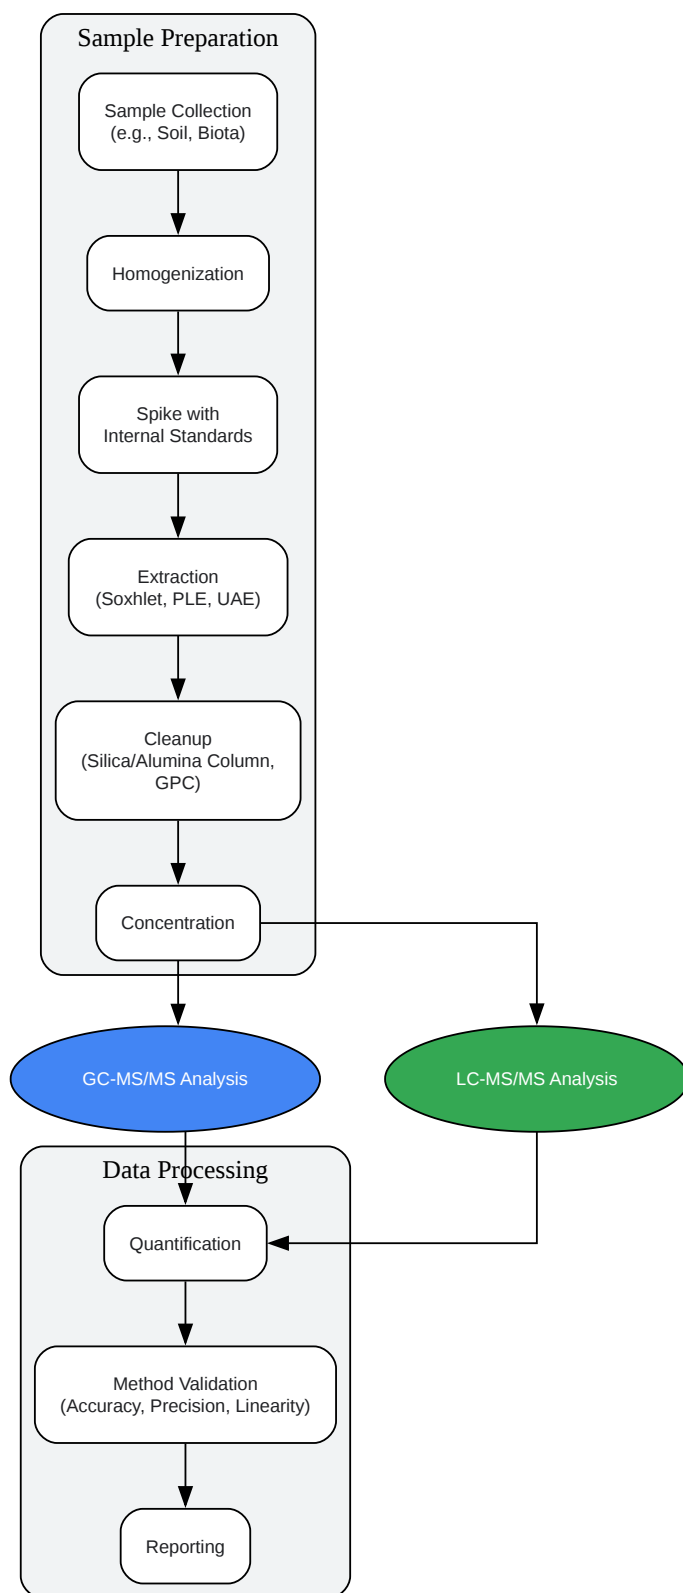 Sample Preparation
Sample Collection
(e.g., Soil, Biota)
Homogenization
Spike with
Internal Standards
Extraction
(Soxhlet, PLE, UAE)
Cleanup
(Silica/Alumina Column,
GPC)
Concentration
GC-MS/MS Analysis
LC-MS/MS Analysis
Data Processing
Quantification
Method Validation
(Accuracy, Precision, Linearity)
Reporting